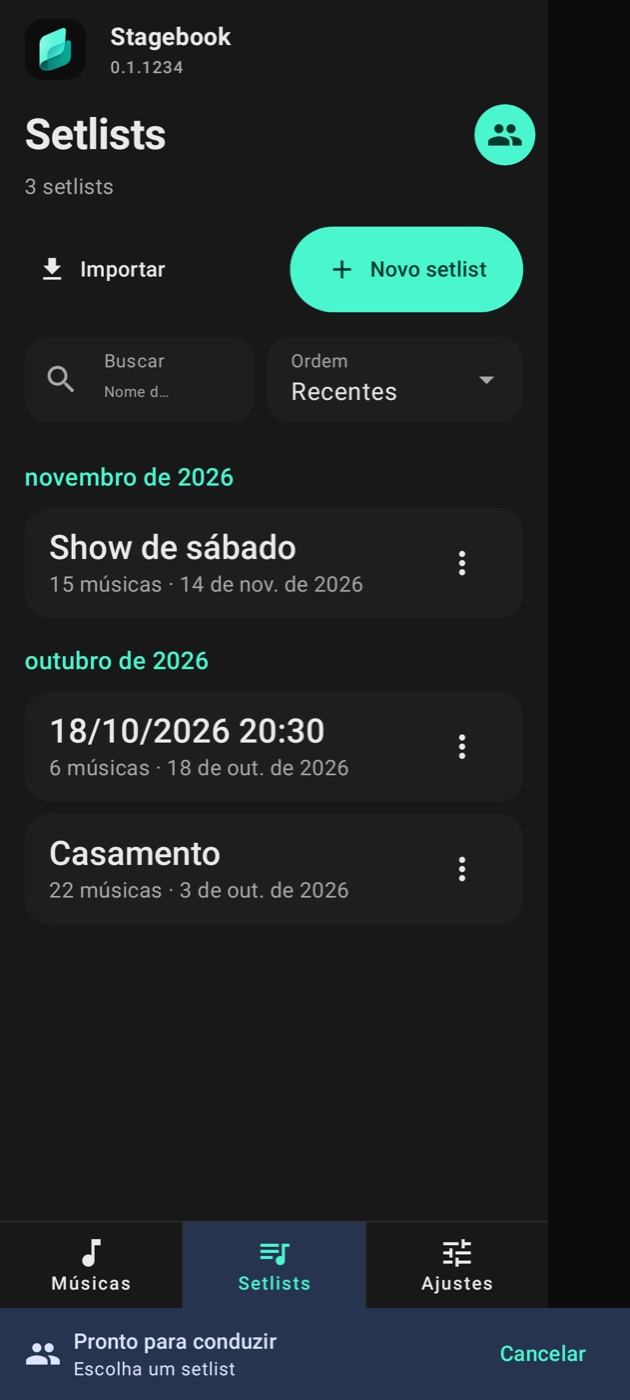 Stagebook
0.1.1234
Setlists
3 setlists
Importar
Novo setlist
Buscar
Nome d…
Ordem
Recentes
novembro de 2026
Show de sábado
15 músicas · 14 de nov. de 2026
outubro de 2026
18/10/2026 20:30
6 músicas · 18 de out. de 2026
Casamento
22 músicas · 3 de out. de 2026
Músicas
Setlists
Ajustes
Pronto para conduzir
Escolha um setlist
Cancelar